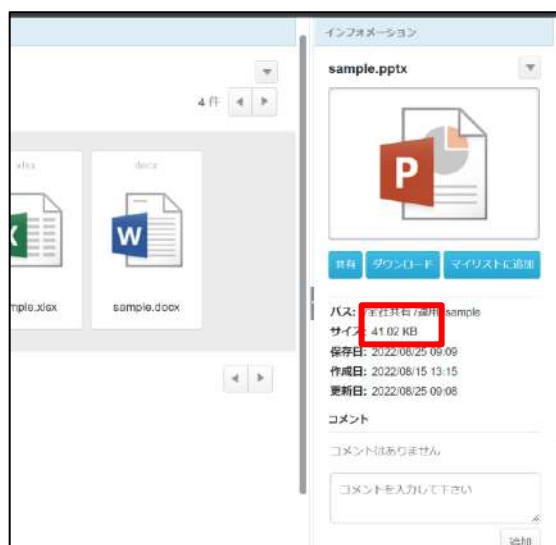 インフォメーション
sample.pptx
4 件
xlsx
docx
P
X
W
sample.docx
共有
ダウンロード
マイリストに追加
パス: /全社共有 /運用 /sample
サイズ: 41.02 KB
保存日: 2022/08/25 09:09
作成日: 2022/08/15 13:15
更新日: 2022/08/25 09:08
コメント
コメントはありません
コメントを入力して下さい
追加